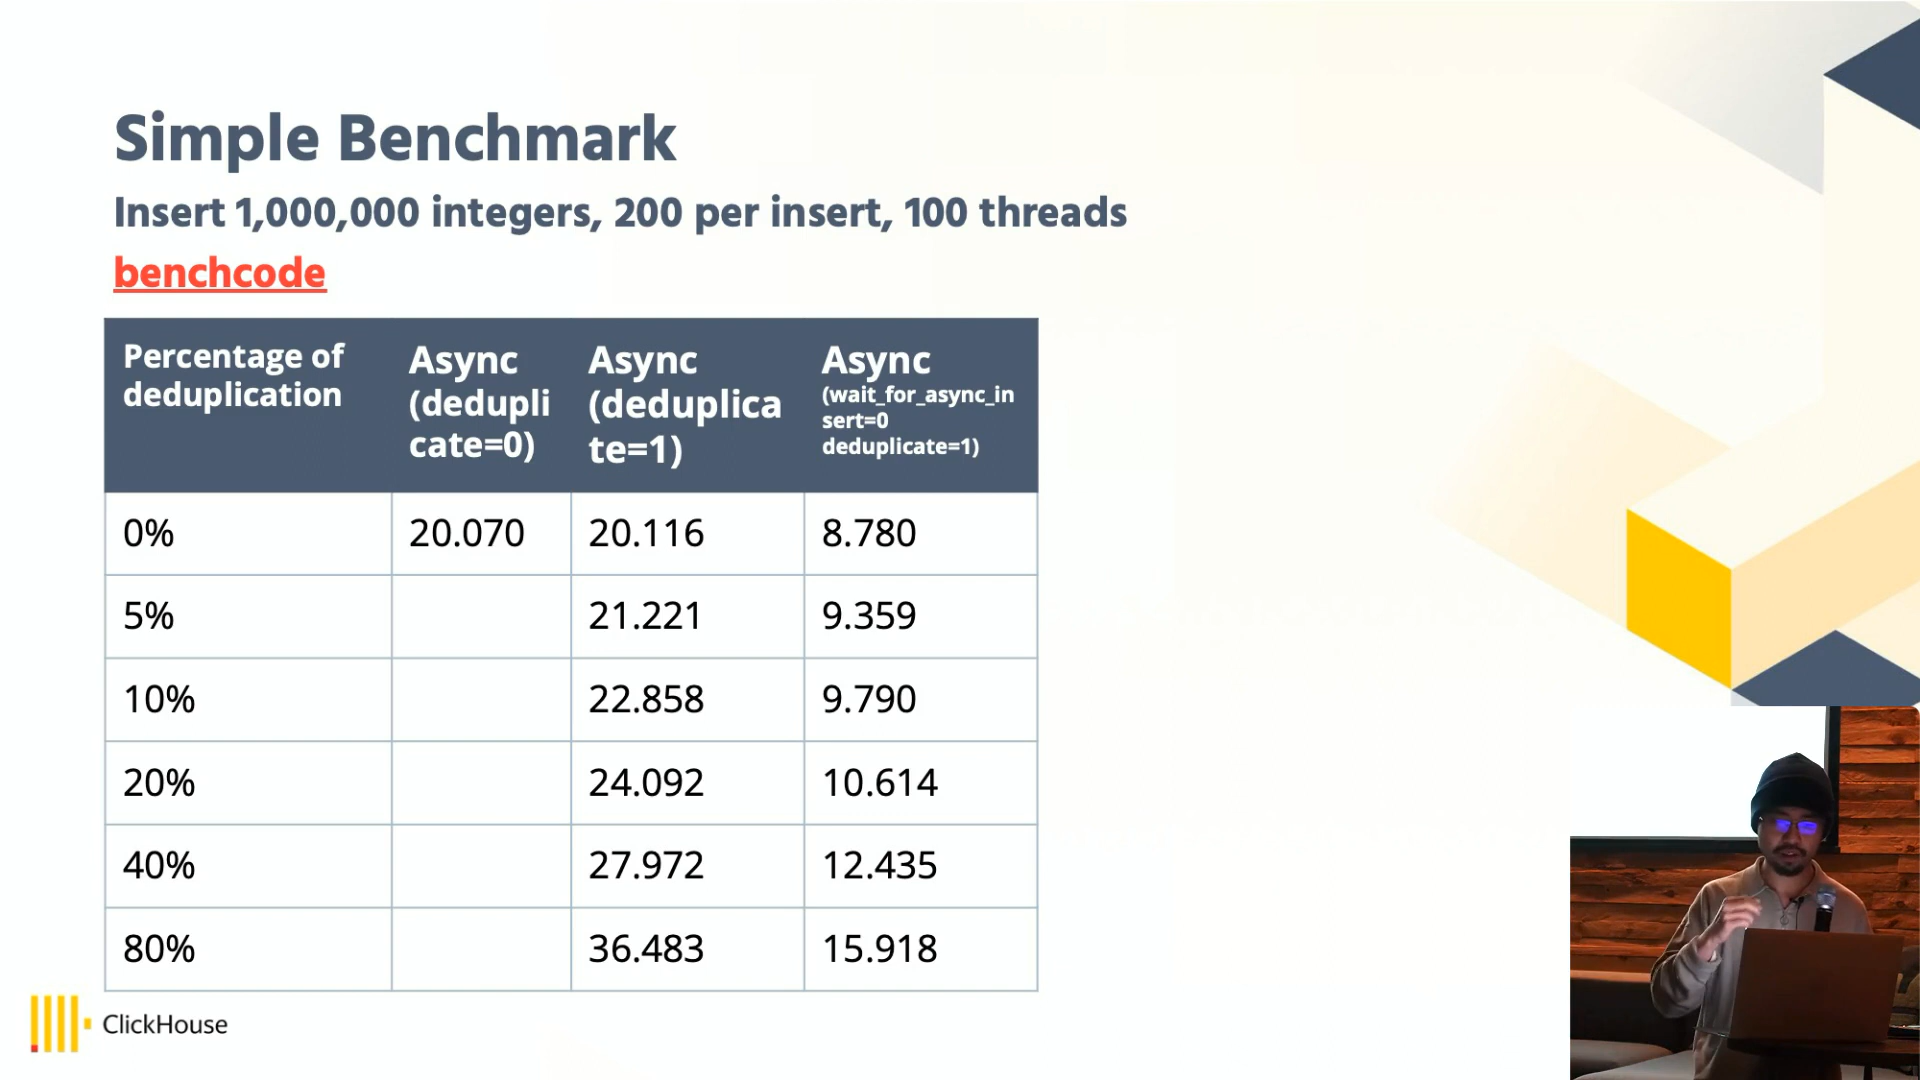 Simple Benchmark
Insert 1,000,000 integers, 200 per insert, 100 threads
benchcode
Percentage of
deduplication
Async
(dedupli
cate=0)
Async
(deduplica
te=1)
Async
(wait_for_async_in
sert=0
deduplicate=1)
0%
20.070
20.116
8.780
5%
21.221
9.359
10%
22.858
9.790
20%
24.092
10.614
40%
27.972
12.435
80%
36.483
15.918
ClickHouse